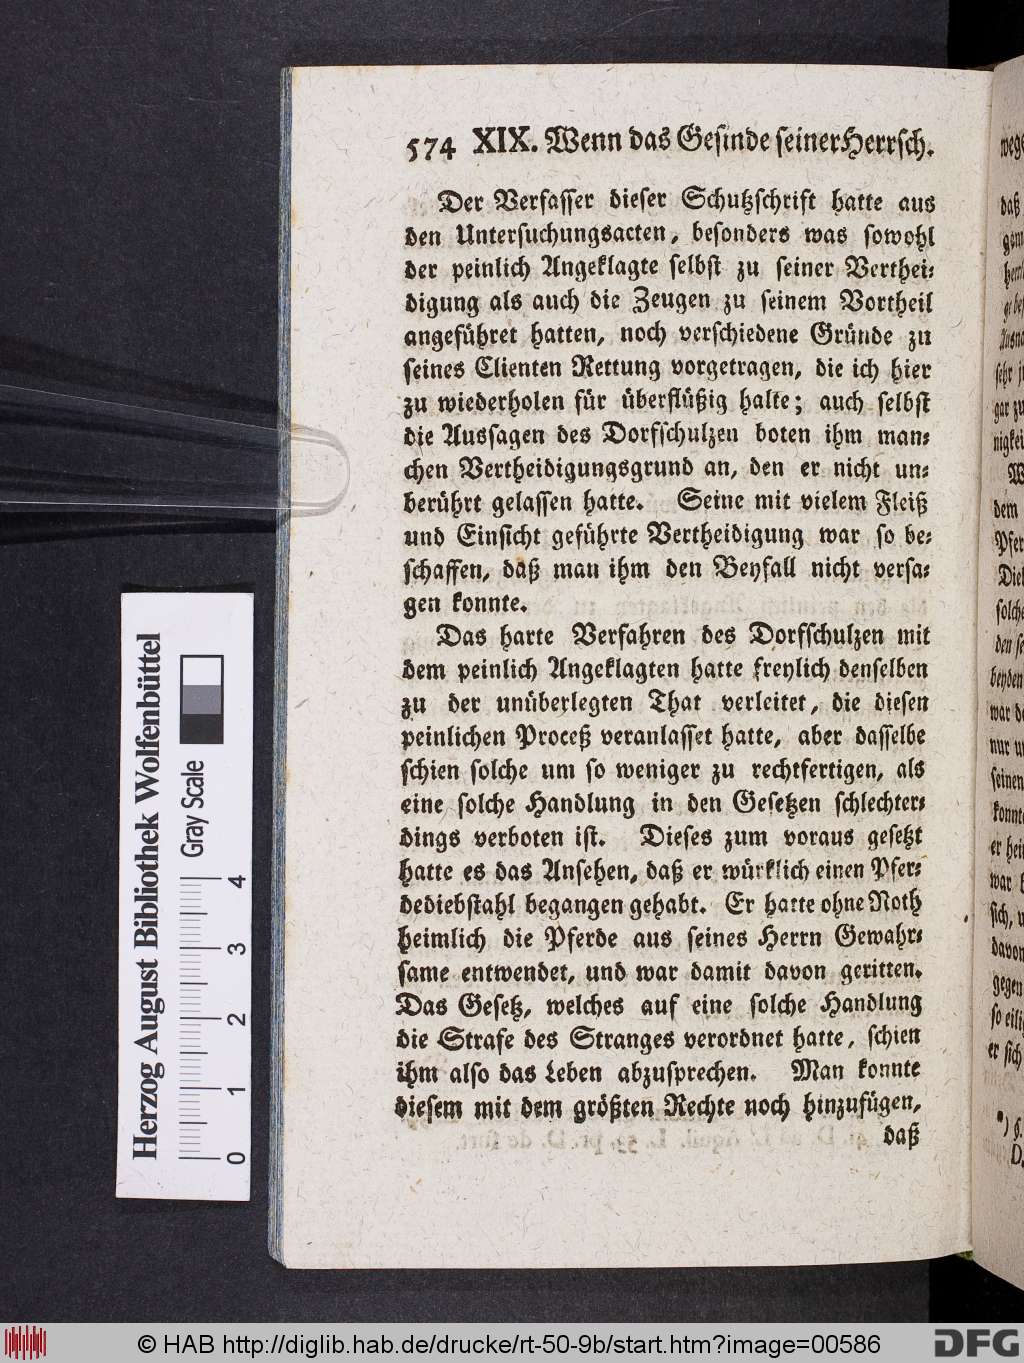 574 XIX. Wenn das Gesinde seiner Herrsch.
Der Verfasser dieser Schutzschrift hatte aus
den Untersuchungsacten, besonders was sowohl
der peinlich Angeklagte selbst zu seiner Verthei-
digung als auch die Zeugen zu seinem Vortheil
angeführet hatten, noch verschiedene Gründe zu
seines Clienten Rettung vorgetragen, die ich hier
zu wiederholen für überflüßig halte; auch selbst
die Aussagen des Dorfschulzen boten ihm man-
chen Vertheidigungsgrund an, den er nicht un-
berührt gelassen hatte. Seine mit vielem Fleiß
und Einsicht geführte Vertheidigung war so be-
schaffen, daß man ihm den Beyfall nicht versa-
gen konnte.
Das harte Verfahren des Dorfschulzen mit
dem peinlich Angeklagten hatte freylich denselben
zu der unüberlegten That verleitet, die diesen
peinlichen Proceß veranlasset hatte, aber dasselbe
schien solche um so weniger zu rechtfertigen, als
eine solche Handlung in den Gesetzen schlechter-
dings verboten ist. Dieses zum voraus gesetzt
hatte es das Ansehen, daß er würklich einen Pfer-
dediebstahl begangen gehabt. Er hatte ohne Noth
heimlich die Pferde aus seines Herrn Gewahr-
same entwendet, und war damit davon geritten.
Das Gesetz, welches auf eine solche Handlung
die Strafe des Stranges verordnet hatte, schien
ihm also das Leben abzusprechen. Man konnte
diesem mit dem größten Rechte noch hinzufügen,
daß
daß
dem
solche
war
nur
seinen
gegen
er sich
Herzog August Bibliothek Wolfenbüttel
Gray Scale
0 1 2 3 4
© HAB http://diglib.hab.de/drucke/rt-50-9b/start.htm?image=00586
DFG